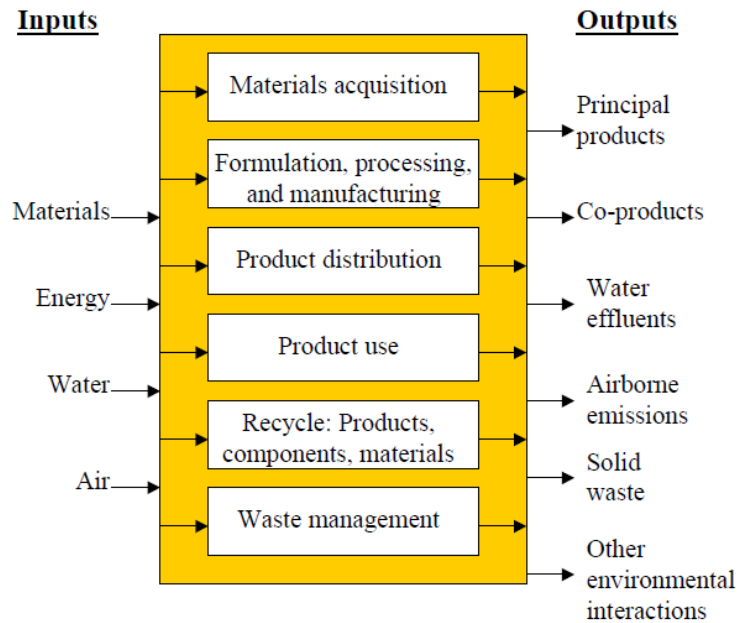 Inputs
Outputs
Materials acquisition
Formulation, processing,
and manufacturing
Product distribution
Product use
Recycle: Products,
components, materials
Waste management
Materials
Energy
Water
Air
Principal
products
Co-products
Water
effluents
Airborne
emissions
Solid
waste
Other
environmental
interactions